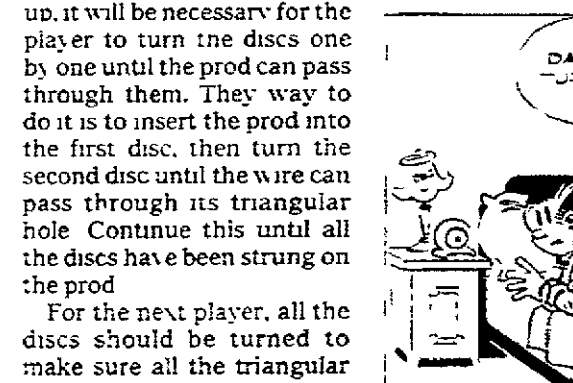 up, it will be necessary for the
player to turn the discs one
by one until the prod can pass
through them. They way to
do it is to insert the prod into
the first disc, then turn the
second disc until the wire can
pass through its triangular
hole Continue this until all
the discs have been strung on
the prod
For the next player, all the
discs should be turned to
make sure all the triangular
DA